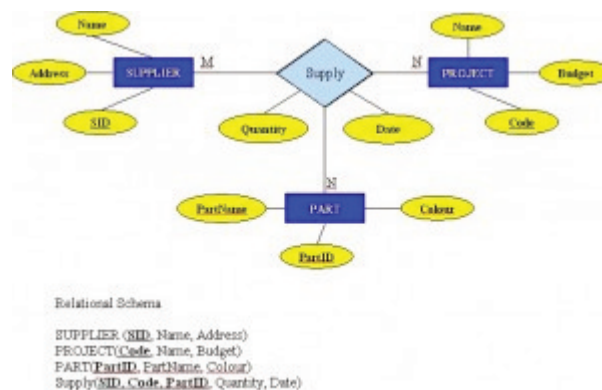 Name
Name
M
N
Address
SUPPLIER
Supply
PROJECT
Budget
SID
Quantity
Date
Code
N
PartName
PART
Colour
PartID
Relational Schema
SUPPLIER (SID, Name, Address)
PROJECT(Code, Name, Budget)
PART(PartID, PartName, Colour)
Supply(SID, Code, PartID, Quantity, Date)